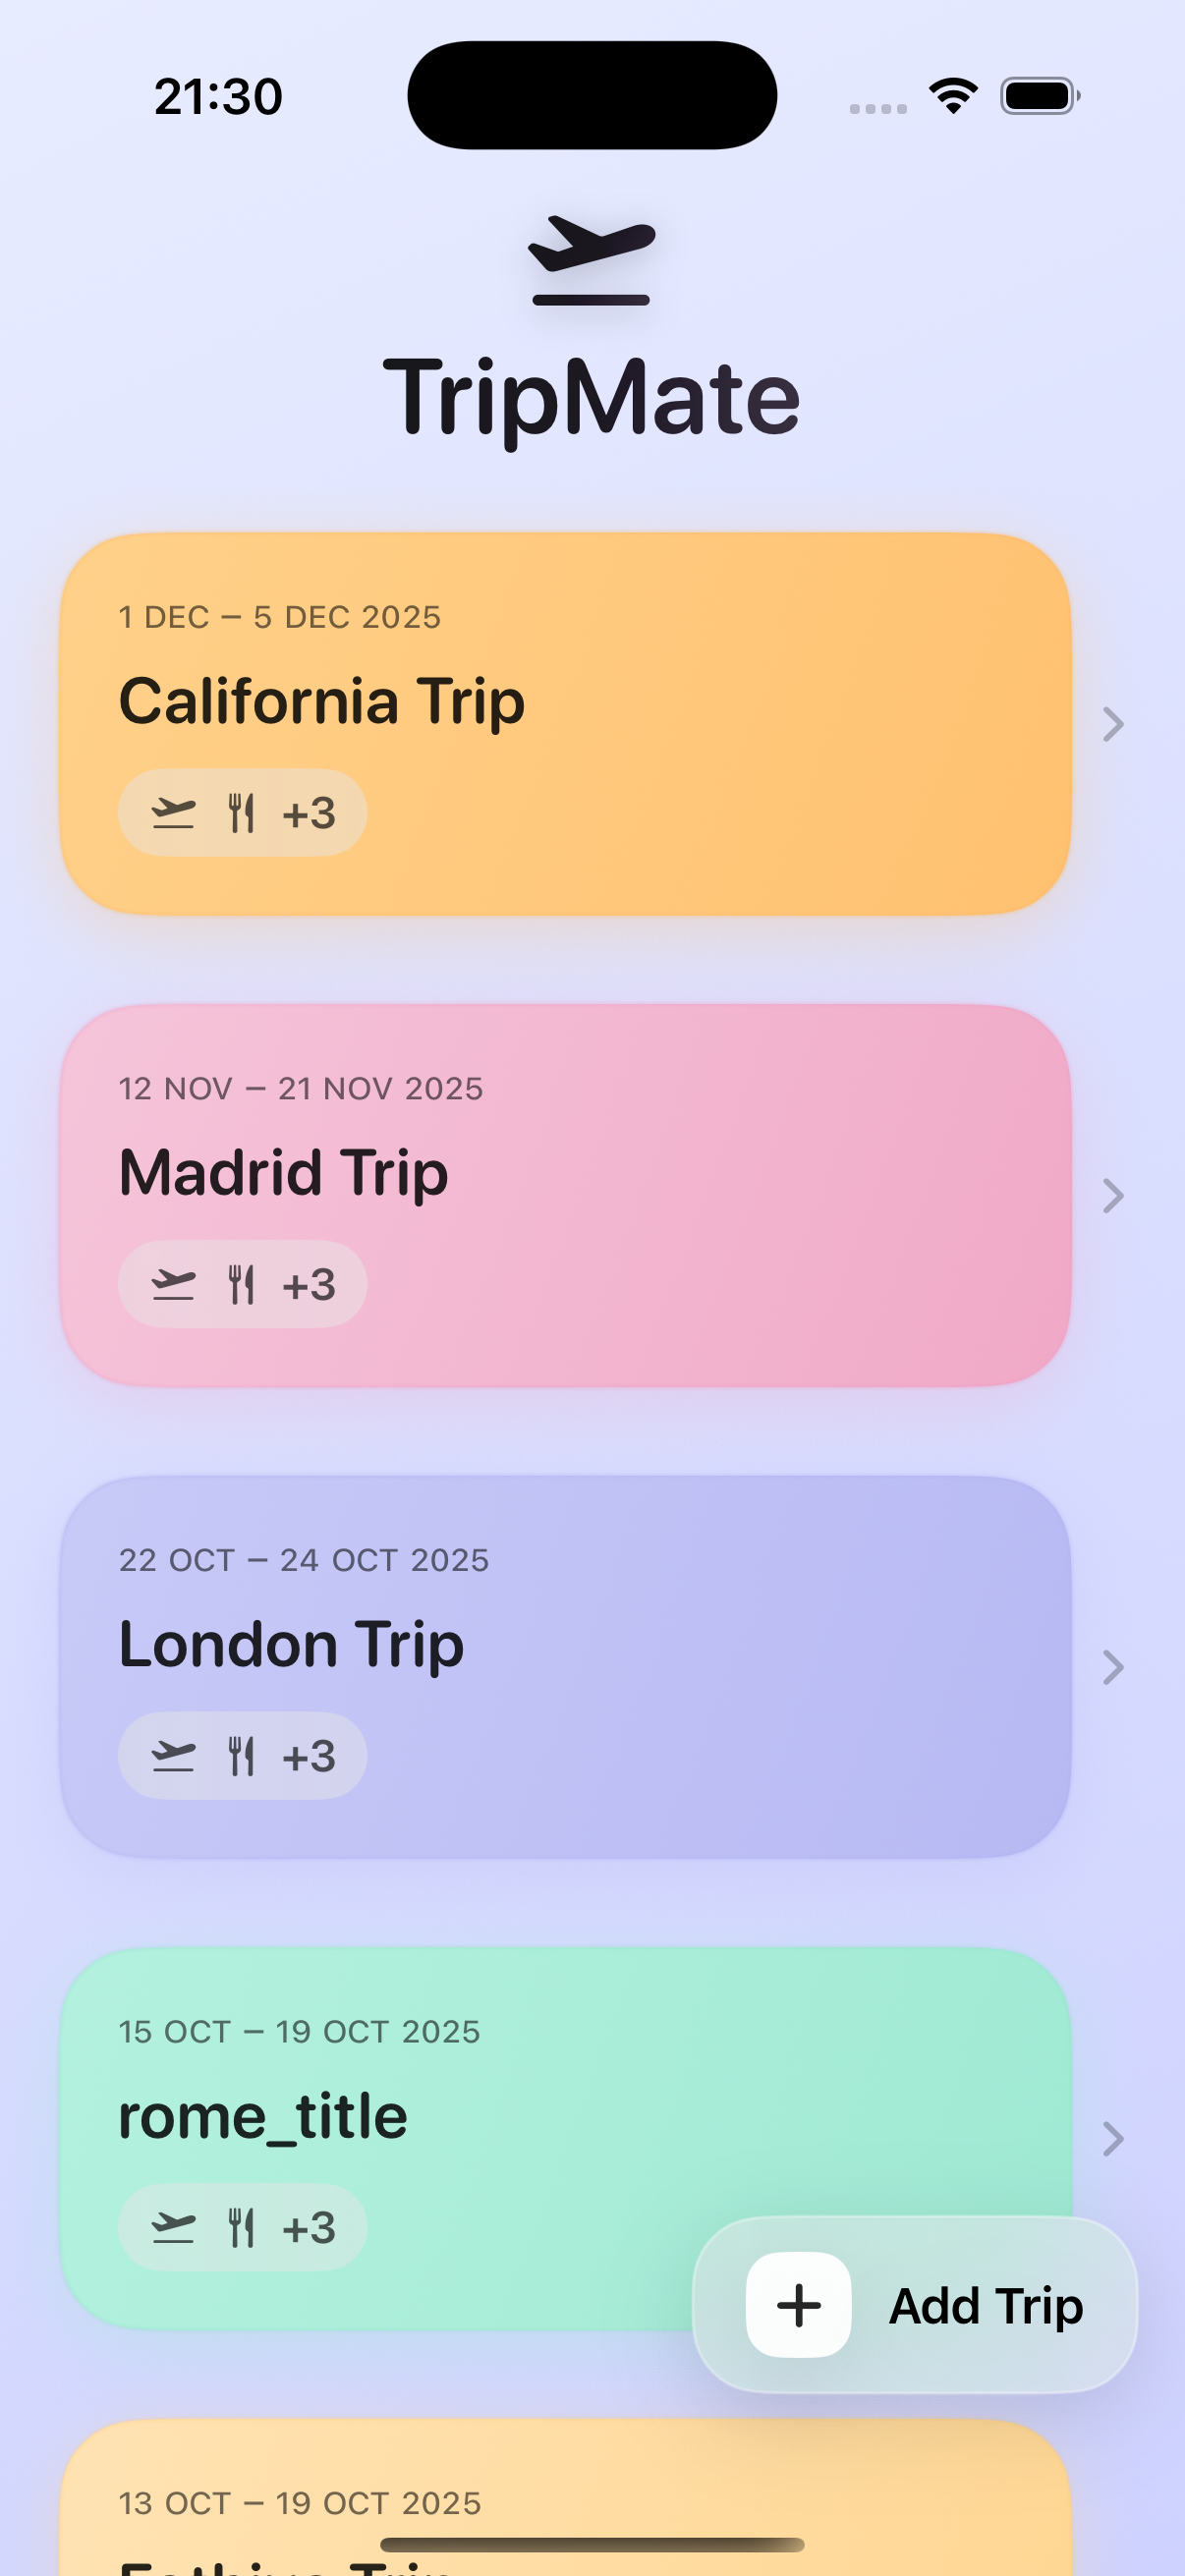 21:30
TripMate
1 DEC – 5 DEC 2025
California Trip
+3
12 NOV – 21 NOV 2025
Madrid Trip
+3
22 OCT – 24 OCT 2025
London Trip
+3
15 OCT – 19 OCT 2025
rome_title
+3
Add Trip
13 OCT – 19 OCT 2025
Trip